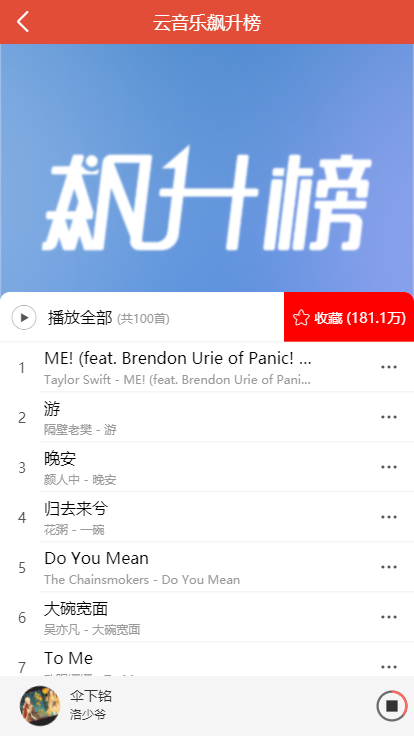 云音乐飙升榜
飙升榜
播放全部 (共100首)
收藏 (181.1万)
1
ME! (feat. Brendon Urie of Panic! ...
Taylor Swift - ME! (feat. Brendon Urie of Pani...
2
游
隔壁老樊 - 游
3
晚安
颜人中 - 晚安
4
归去来兮
花粥 - 一碗
5
Do You Mean
The Chainsmokers - Do You Mean
6
大碗宽面
吴亦凡 - 大碗宽面
7
To Me
伞下铭
洛少爷